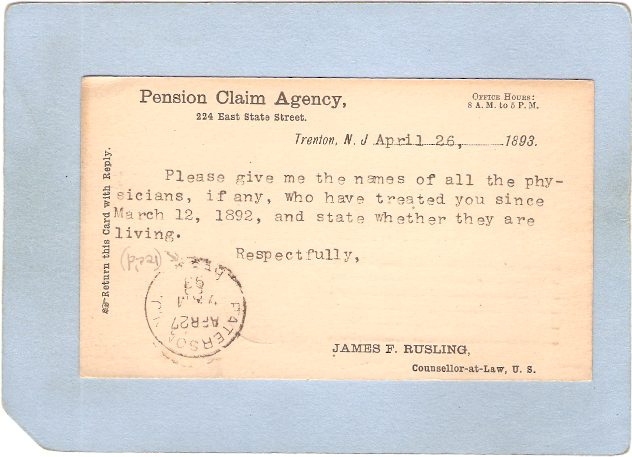 Pension Claim Agency,
224 East State Street.
OFFICE HOURS:
8 A. M. to 5 P. M.
Trenton, N. J. April 26, 1893.
Please give me the names of all the phy-
sicians, if any, who have treated you since
March 12, 1892, and state whether they are
living.
Respectfully,
JAMES F. RUSLING,
Counsellor-at-Law, U. S.
Return this Card with Reply.
PATERSON
APR 27